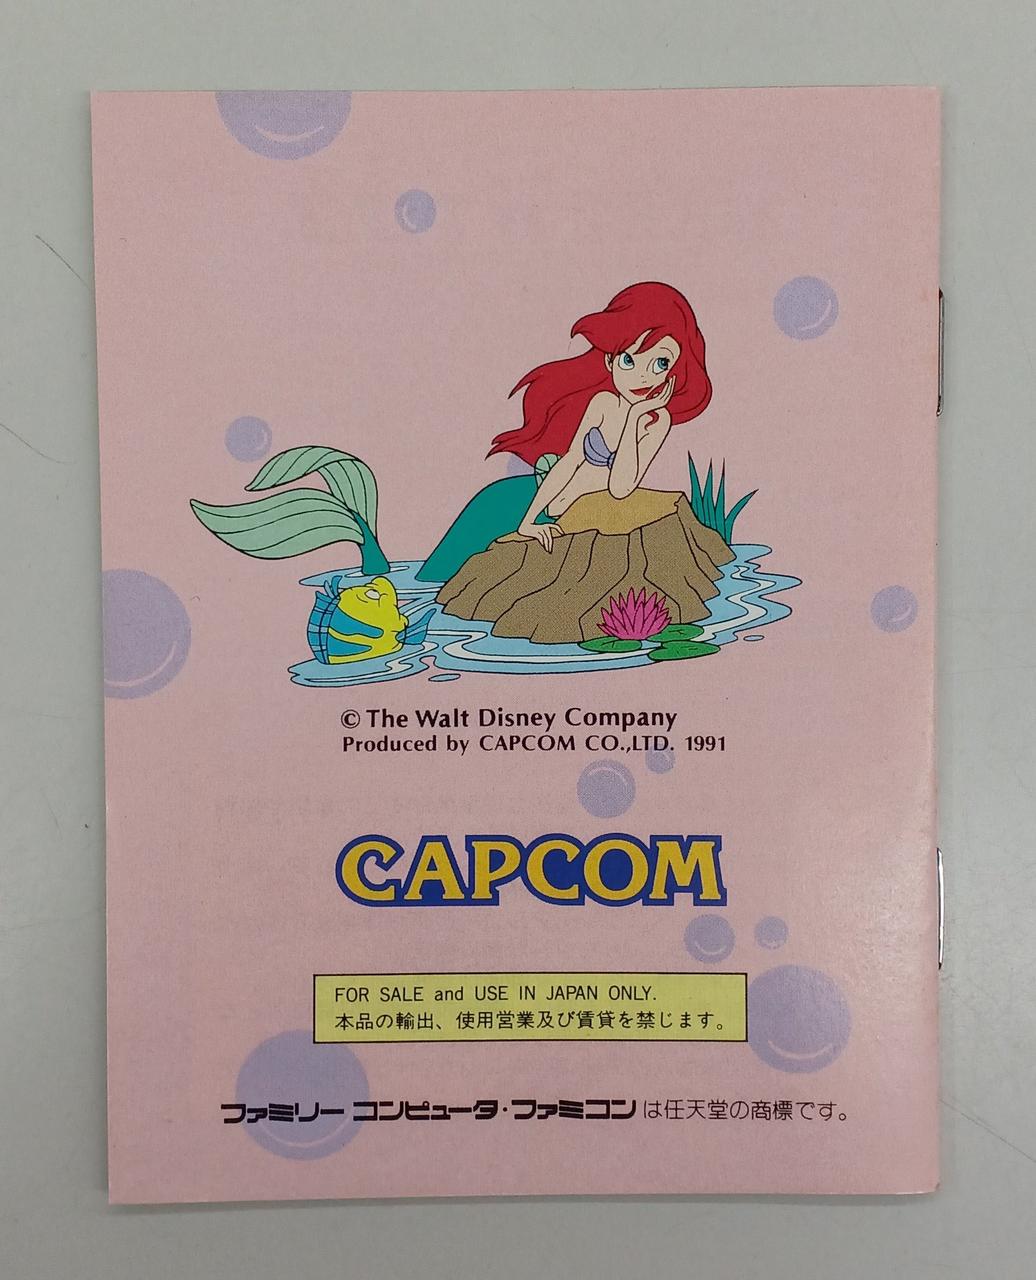 © The Walt Disney Company
Produced by CAPCOM CO.,LTD. 1991
CAPCOM
FOR SALE and USE IN JAPAN ONLY.
本品の輸出、使用営業及び賃貸を禁じます。
ファミリー コンピュータ・ファミコン は任天堂の商標です。